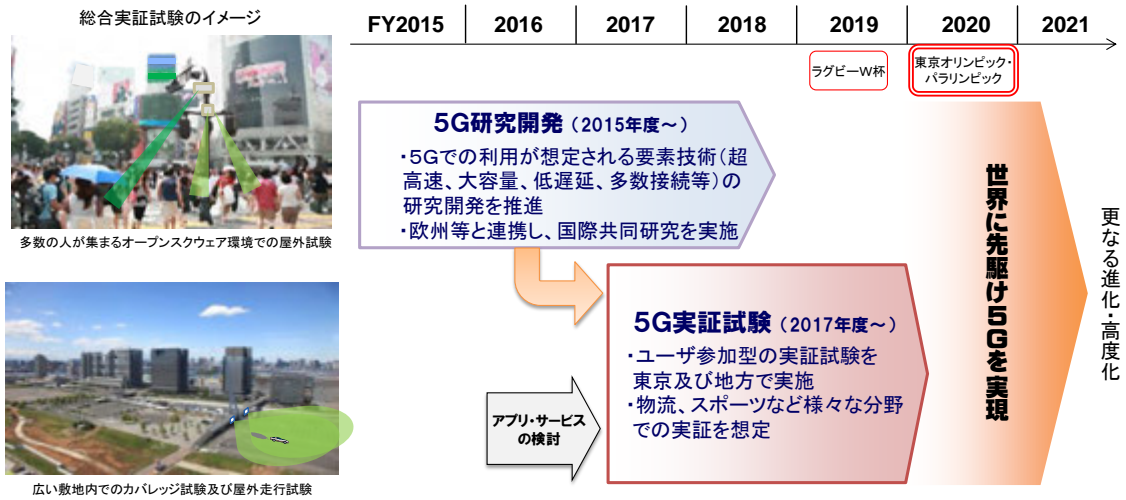 総合実証試験のイメージ
多数の人が集まるオープンスクウェア環境での屋外試験
広い敷地内でのカバレッジ試験及び屋外走行試験
FY2015 2016 2017 2018 2019 2020 2021
ラグビーW杯
東京オリンピック・
パラリンピック
5G研究開発（2015年度～）
・5Gでの利用が想定される要素技術（超
高速、大容量、低遅延、多数接続等）の
研究開発を推進
・欧州等と連携し、国際共同研究を実施
アプリ・サービス
の検討
5G実証試験（2017年度～）
・ユーザ参加型の実証試験を
東京及び地方で実施
・物流、スポーツなど様々な分野
での実証を想定
世界に先駆け5Gを実現
更なる進化・高度化